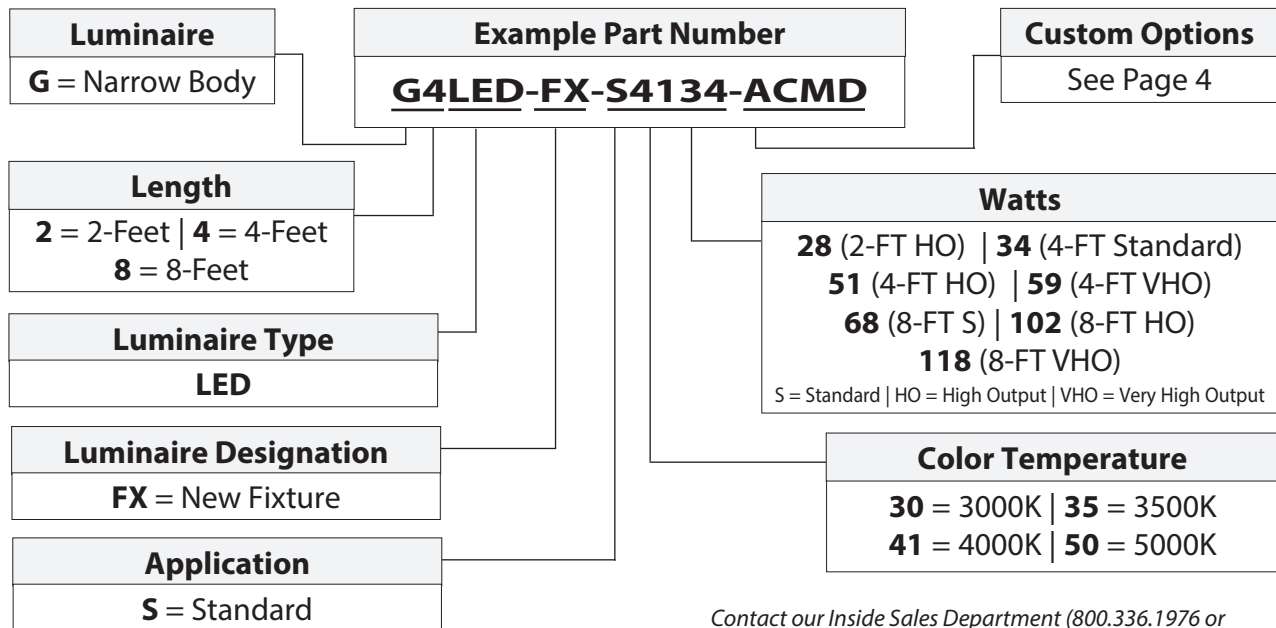 Luminaire
G = Narrow Body
Example Part Number
G4LED-FX-S4134-ACMD
Custom Options
See Page 4
Length
2 = 2-Feet | 4 = 4-Feet
8 = 8-Feet
Luminaire Type
LED
Luminaire Designation
FX = New Fixture
Application
S = Standard
Watts
28 (2-FT HO) | 34 (4-FT Standard)
51 (4-FT HO) | 59 (4-FT VHO)
68 (8-FT S) | 102 (8-FT HO)
118 (8-FT VHO)
S = Standard | HO = High Output | VHO = Very High Output
Color Temperature
30 = 3000K | 35 = 3500K
41 = 4000K | 50 = 5000K
Contact our Inside Sales Department (800.336.1976 or